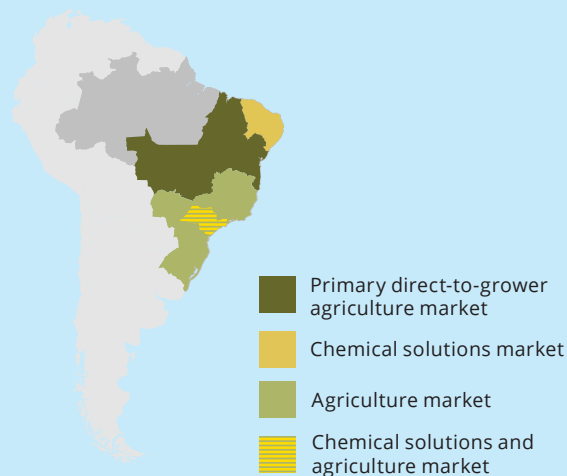 Primary direct-to-grower
agriculture market
Chemical solutions market
Agriculture market
Chemical solutions and
agriculture market